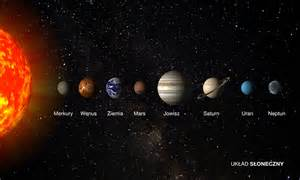 Merkury Wenus Ziemia Mars Jowisz Saturn Uran Neptun
UKŁAD SŁONECZNY